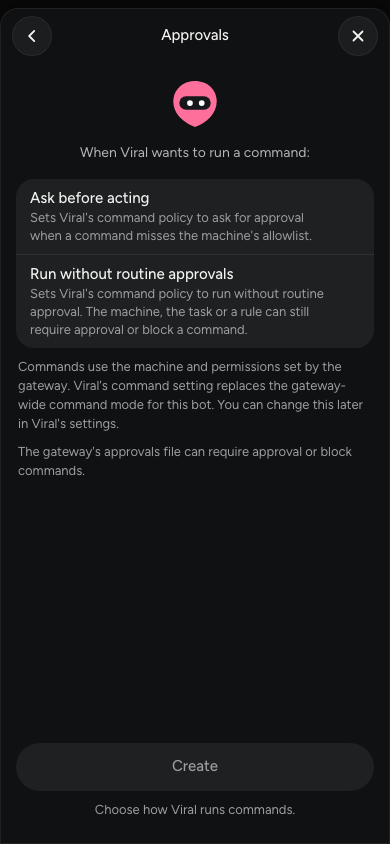 Approvals
When Viral wants to run a command:
Ask before acting
Sets Viral's command policy to ask for approval
when a command misses the machine's allowlist.
Run without routine approvals
Sets Viral's command policy to run without routine
approval. The machine, the task or a rule can still
require approval or block a command.
Commands use the machine and permissions set by the
gateway. Viral's command setting replaces the gateway-
wide command mode for this bot. You can change this later
in Viral's settings.
The gateway's approvals file can require approval or block
commands.
Create
Choose how Viral runs commands.